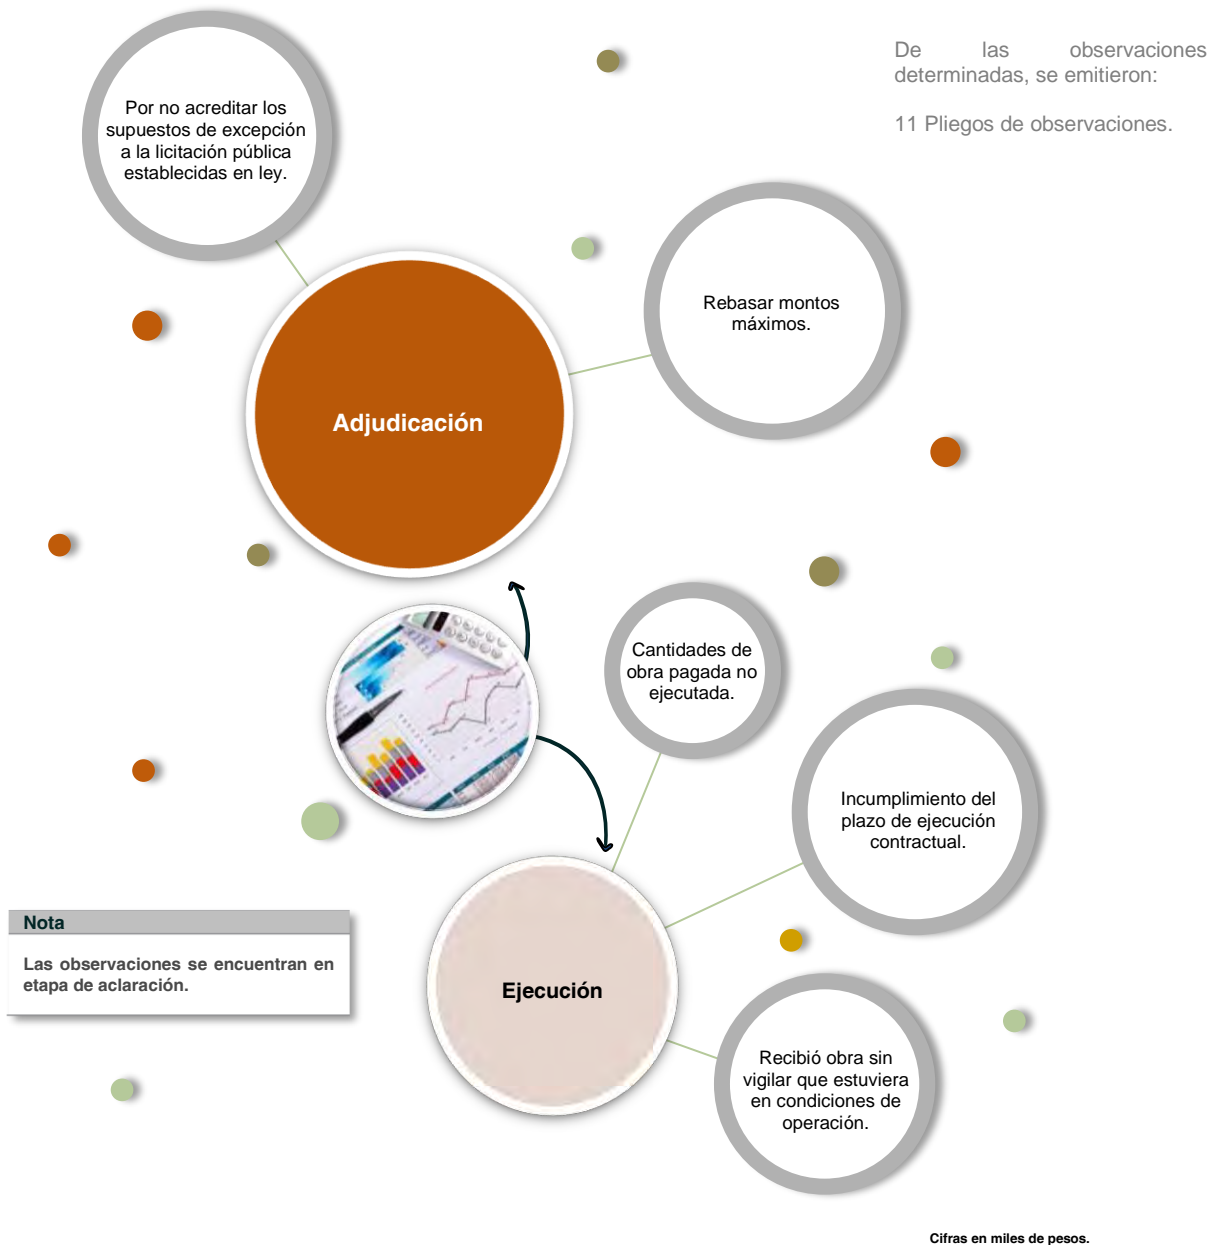 De las observaciones
determinadas, se emitieron:
11 Pliegos de observaciones.
Por no acreditar los
supuestos de excepción
a la licitación pública
establecidas en ley.
Rebasar montos
máximos.
Adjudicación
Cantidades de
obra pagada no
ejecutada.
Incumplimiento del
plazo de ejecución
contractual.
Nota
Las observaciones se encuentran en
etapa de aclaración.
Ejecución
Recibió obra sin
vigilar que estuviera
en condiciones de
operación.
Cifras en miles de pesos.